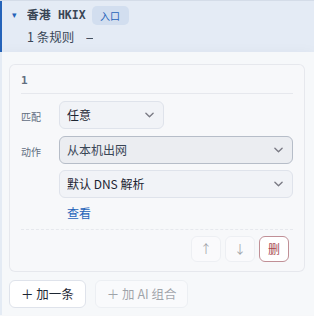 ▾ 香港 HKIX 入口
1 条规则 –
1
匹配 任意
动作 从本机出网
默认 DNS 解析
查看
↑ ↓ 删
＋ 加一条 ＋ 加 AI 组合